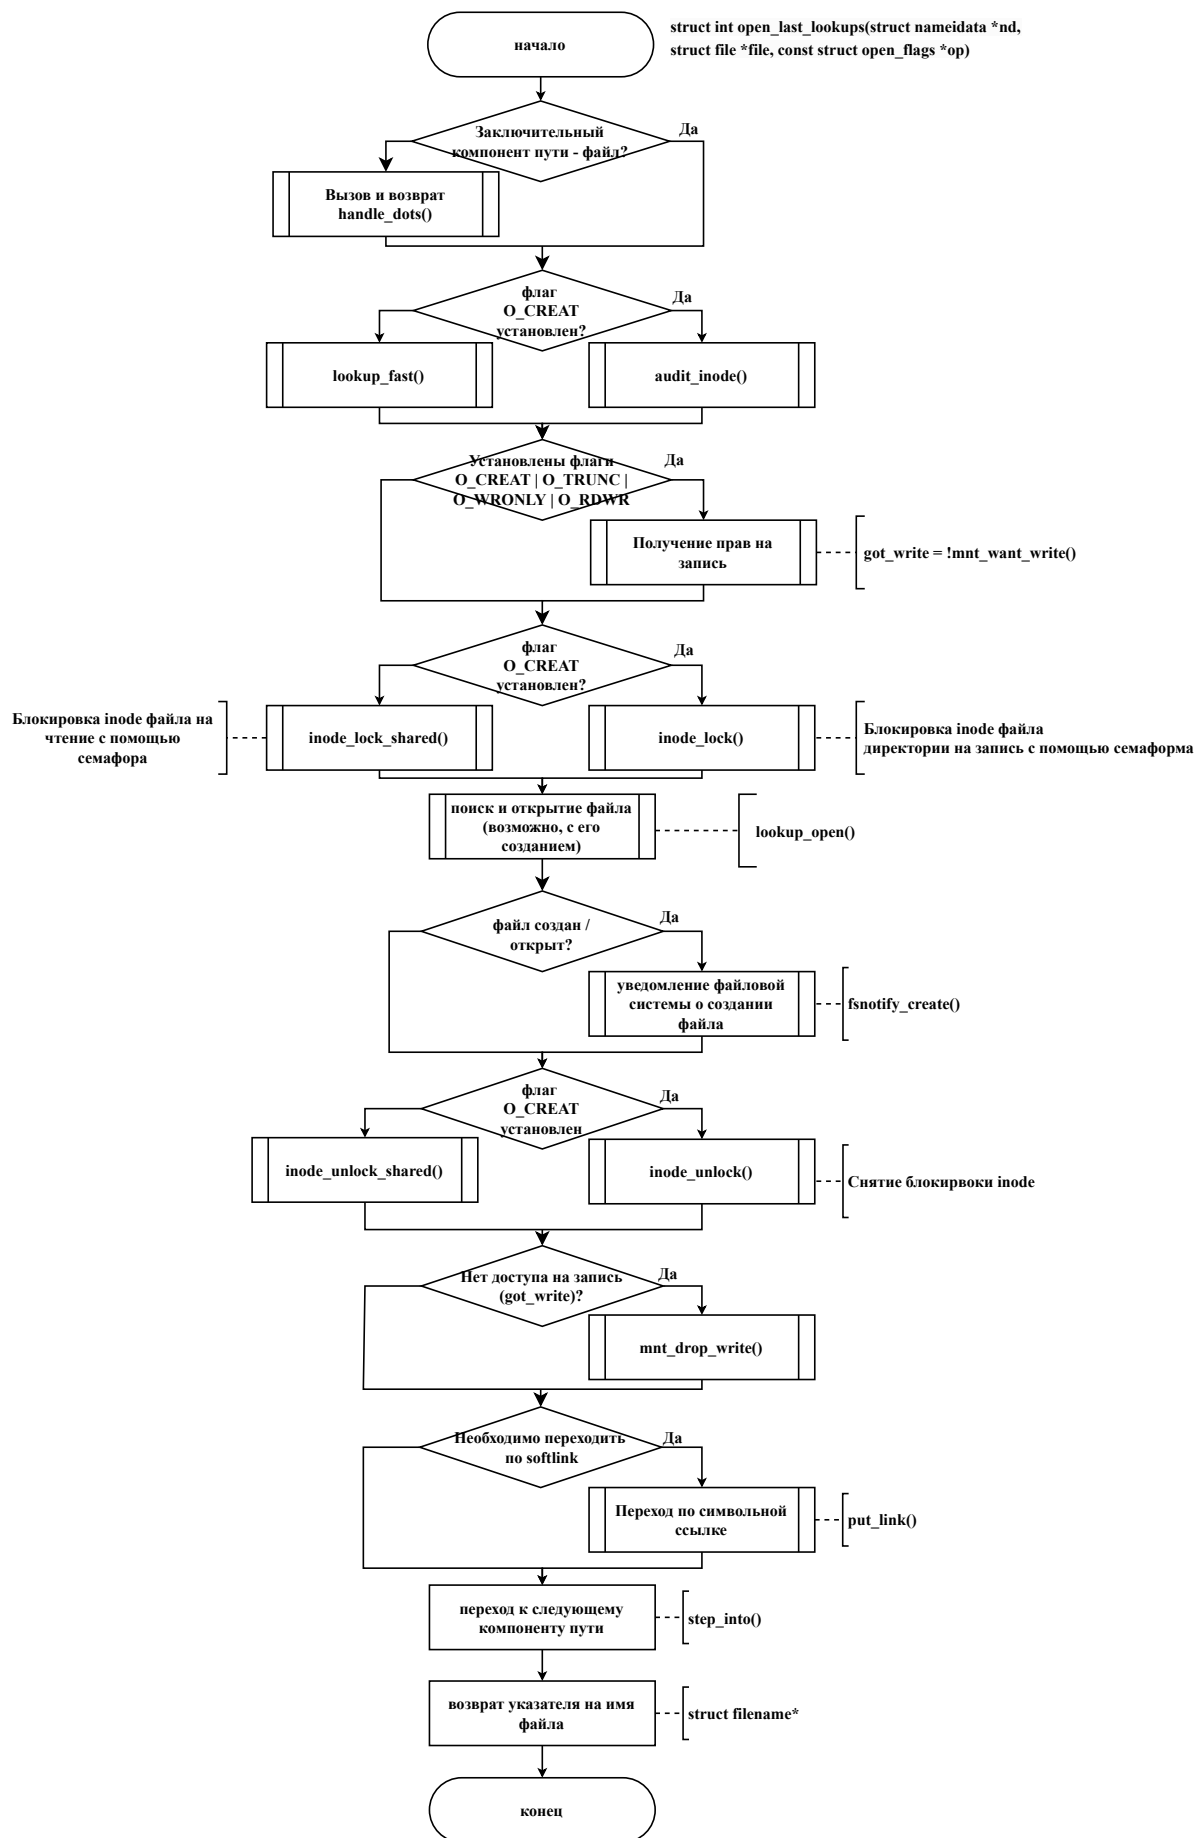 начало
struct int open_last_lookups(struct nameidata *nd,
struct file *file, const struct open_flags *op)
Заключительный
компонент пути - файл?
Да
Вызов и возврат
handle_dots()
флаг
O_CREAT
установлен?
Да
lookup_fast()
audit_inode()
Установлены флаги
O_CREAT | O_TRUNC |
O_WRONLY | O_RDWR
Да
Получение прав на
запись
got_write = !mnt_want_write()
флаг
O_CREAT
установлен?
Да
Блокировка inode файла на
чтение с помощью
семафора
inode_lock_shared()
inode_lock()
Блокировка inode файла
директории на запись с помощью семаформа
поиск и открытие файла
(возможно, с его
созданием)
lookup_open()
файл создан /
открыт?
Да
уведомление файловой
системы о создании
файла
fsnotify_create()
флаг
O_CREAT
установлен
Да
inode_unlock_shared()
inode_unlock()
Снятие блокирвоки inode
Нет доступа на запись
(got_write)?
Да
mnt_drop_write()
Необходимо переходить
по softlink
Да
Переход по символьной
ссылке
put_link()
переход к следующему
компоненту пути
step_into()
возврат указателя на имя
файла
struct filename*
конец